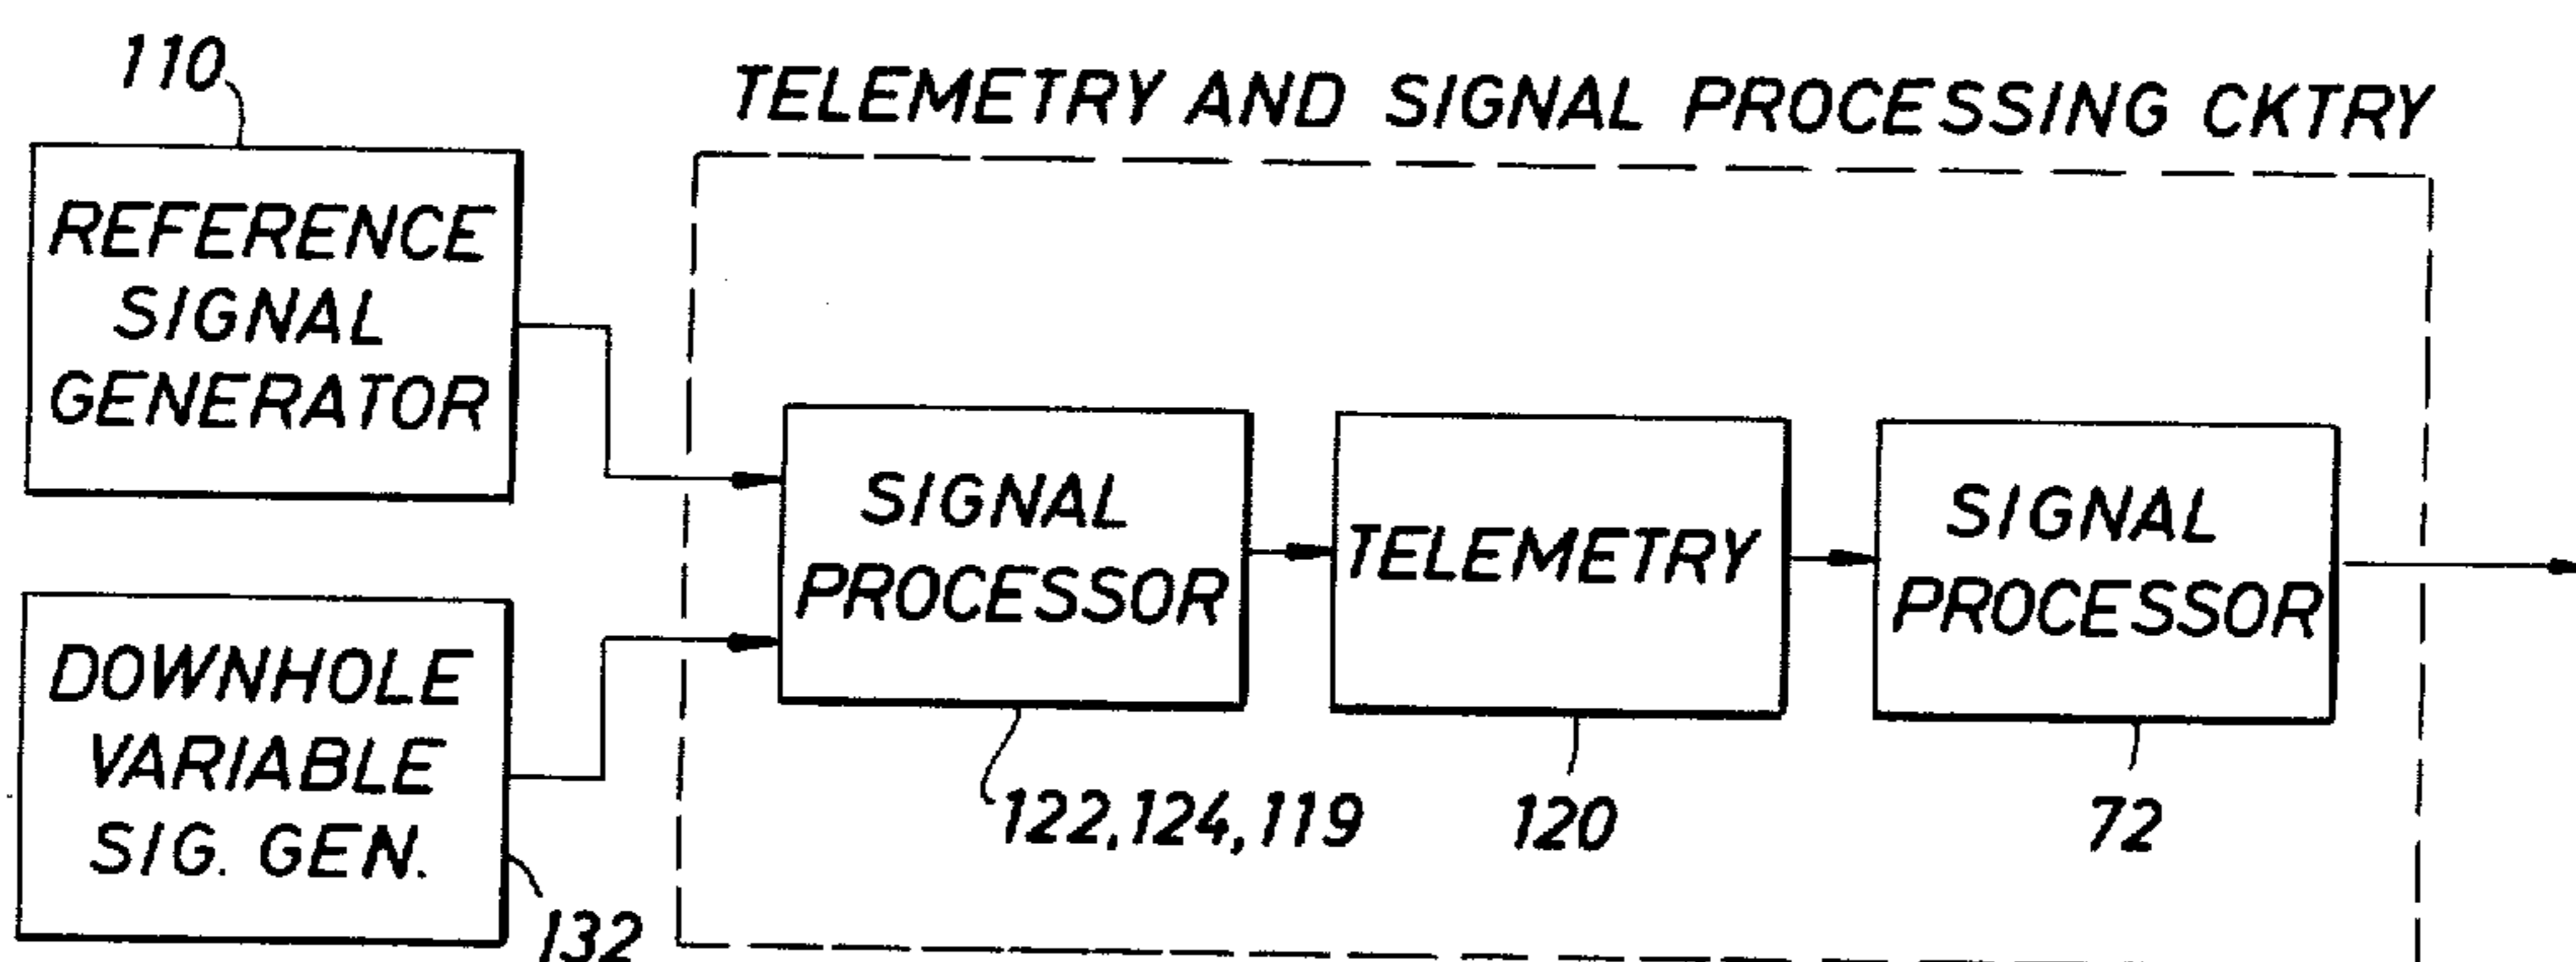 110
TELEMETRY AND SIGNAL PROCESSING CKTRY
REFERENCE
SIGNAL
GENERATOR
SIGNAL
PROCESSOR
TELEMETRY
SIGNAL
PROCESSOR
DOWNHOLE
VARIABLE
SIG. GEN.
122, 124, 119
120
72
132